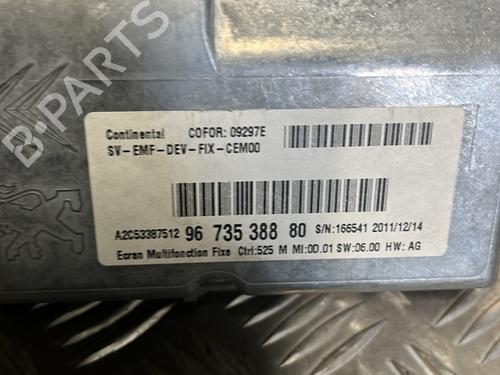 Continental COFOR: 09297E
SV-EMF-DEV-FIX-CEM00
A2C53387512 96 735 388 80 S/N:166541 2011/12/14
Ecran Multifonction Fixe Ctrl:525 M MI:0D.01 SW:06.00 HW: AG
B-PARTS